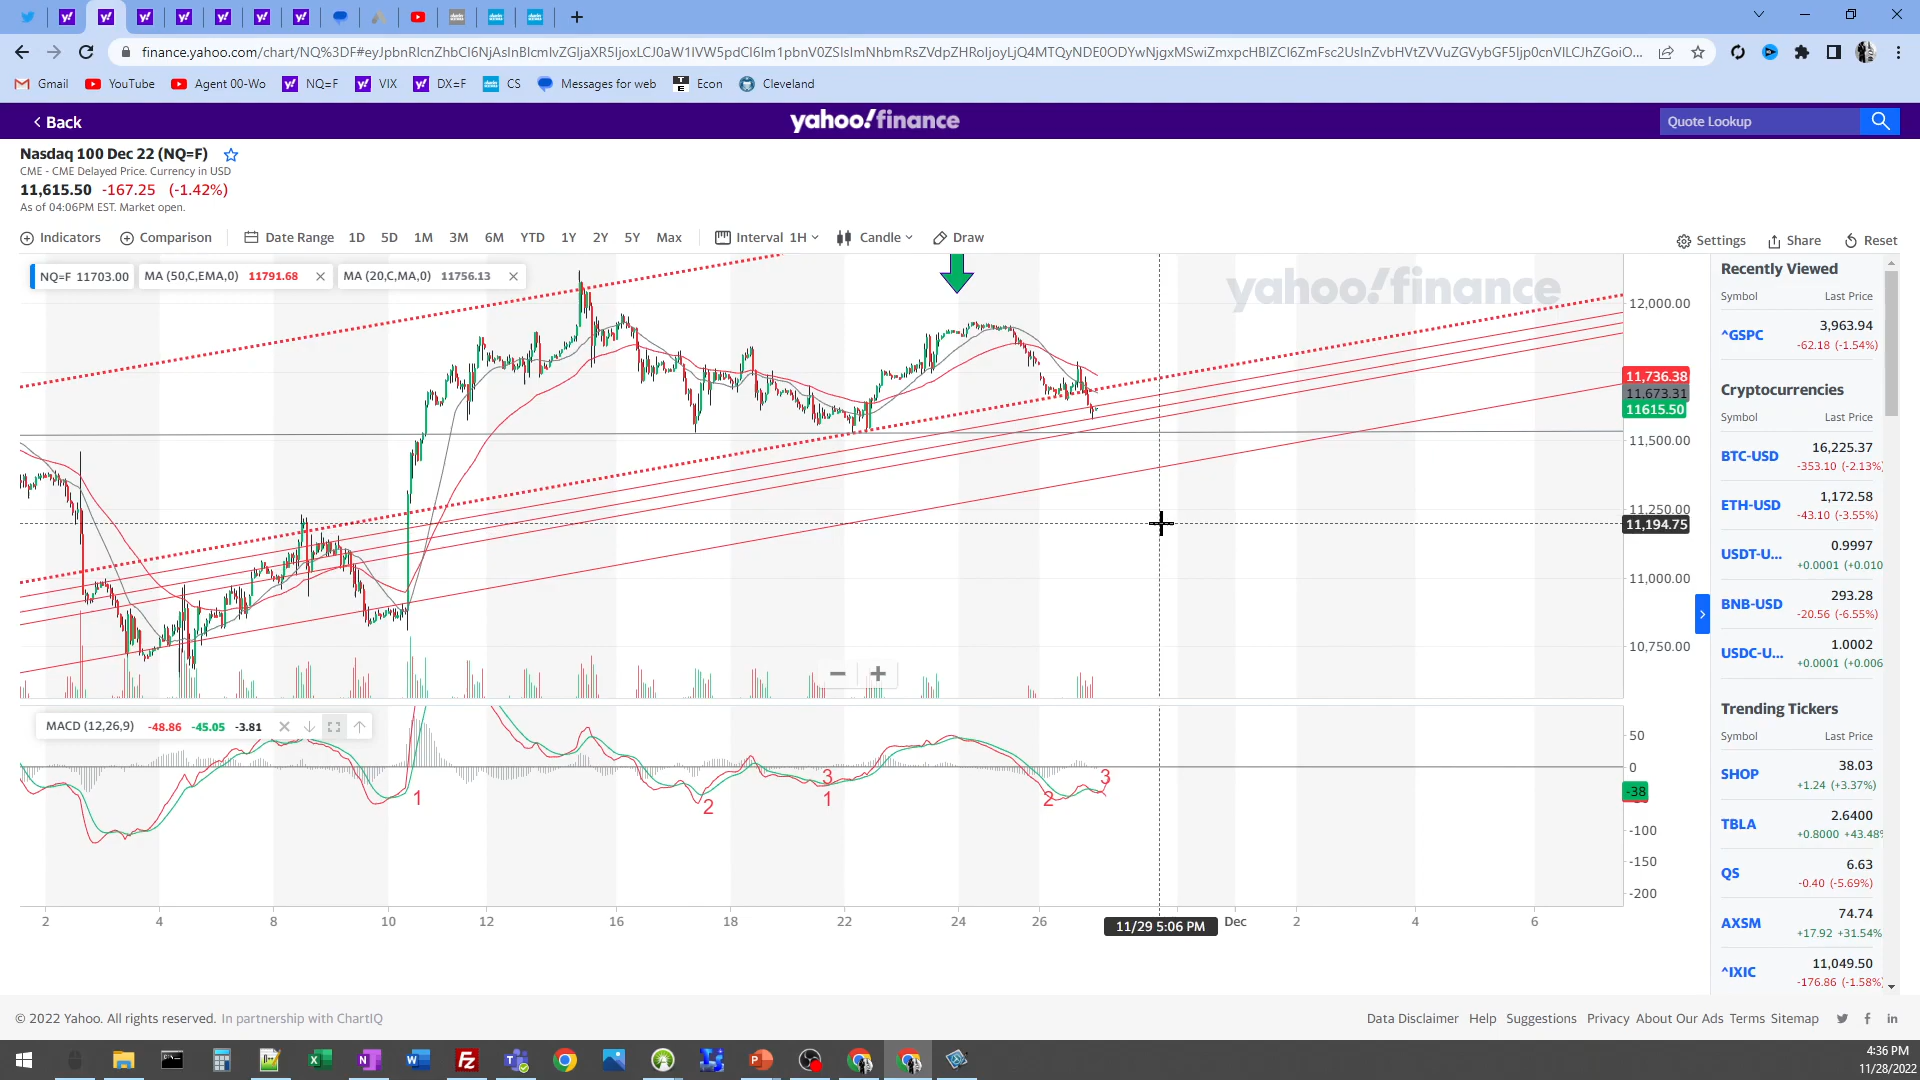 finance.yahoo.com/chart/NQ%3DF#
Gmail YouTube Agent 00-Wo NQ=F VIX DX=F CS Messages for web Econ Cleveland
Back
yahoo!finance
Quote Lookup
Nasdaq 100 Dec 22 (NQ=F)
CME - CME Delayed Price. Currency in USD
11,615.50 -167.25 (-1.42%)
As of 04:06PM EST. Market open.
Indicators Comparison Date Range 1D 5D 1M 3M 6M YTD 1Y 2Y 5Y Max Interval 1H Candle Draw Settings Share Reset
NQ=F 11703.00 MA (50,C,EMA,0) 11791.68 MA (20,C,MA,0) 11756.13
yahoo!finance
12,000.00
11,736.38
11,673.31
11615.50
11,500.00
11,250.00
11,194.75
11,000.00
10,750.00
MACD (12,26,9) -48.86 -45.05 -3.81
1 2 3 1 2 3
50
0
-38
-100
-150
-200
2 4 8 10 12 16 18 22 24 26 11/29 5:06 PM Dec 2 4 6
Recently Viewed
Symbol Last Price
^GSPC 3,963.94
-62.18 (-1.54%)
Cryptocurrencies
Symbol Last Price
BTC-USD 16,225.37
-353.10 (-2.13%)
ETH-USD 1,172.58
-43.10 (-3.55%)
USDT-U... 0.9997
+0.0001 (+0.010
BNB-USD 293.28
-20.56 (-6.55%)
USDC-U... 1.0002
+0.0001 (+0.006
Trending Tickers
Symbol Last Price
SHOP 38.03
+1.24 (+3.37%)
TBLA 2.6400
+0.8000 +43.48%
QS 6.63
-0.40 (-5.69%)
AXSM 74.74
+17.92 +31.54%
^IXIC 11,049.50
-176.86 (-1.58%)
© 2022 Yahoo. All rights reserved. In partnership with ChartIQ
Data Disclaimer Help Suggestions Privacy About Our Ads Terms Sitemap
4:36 PM
11/28/2022